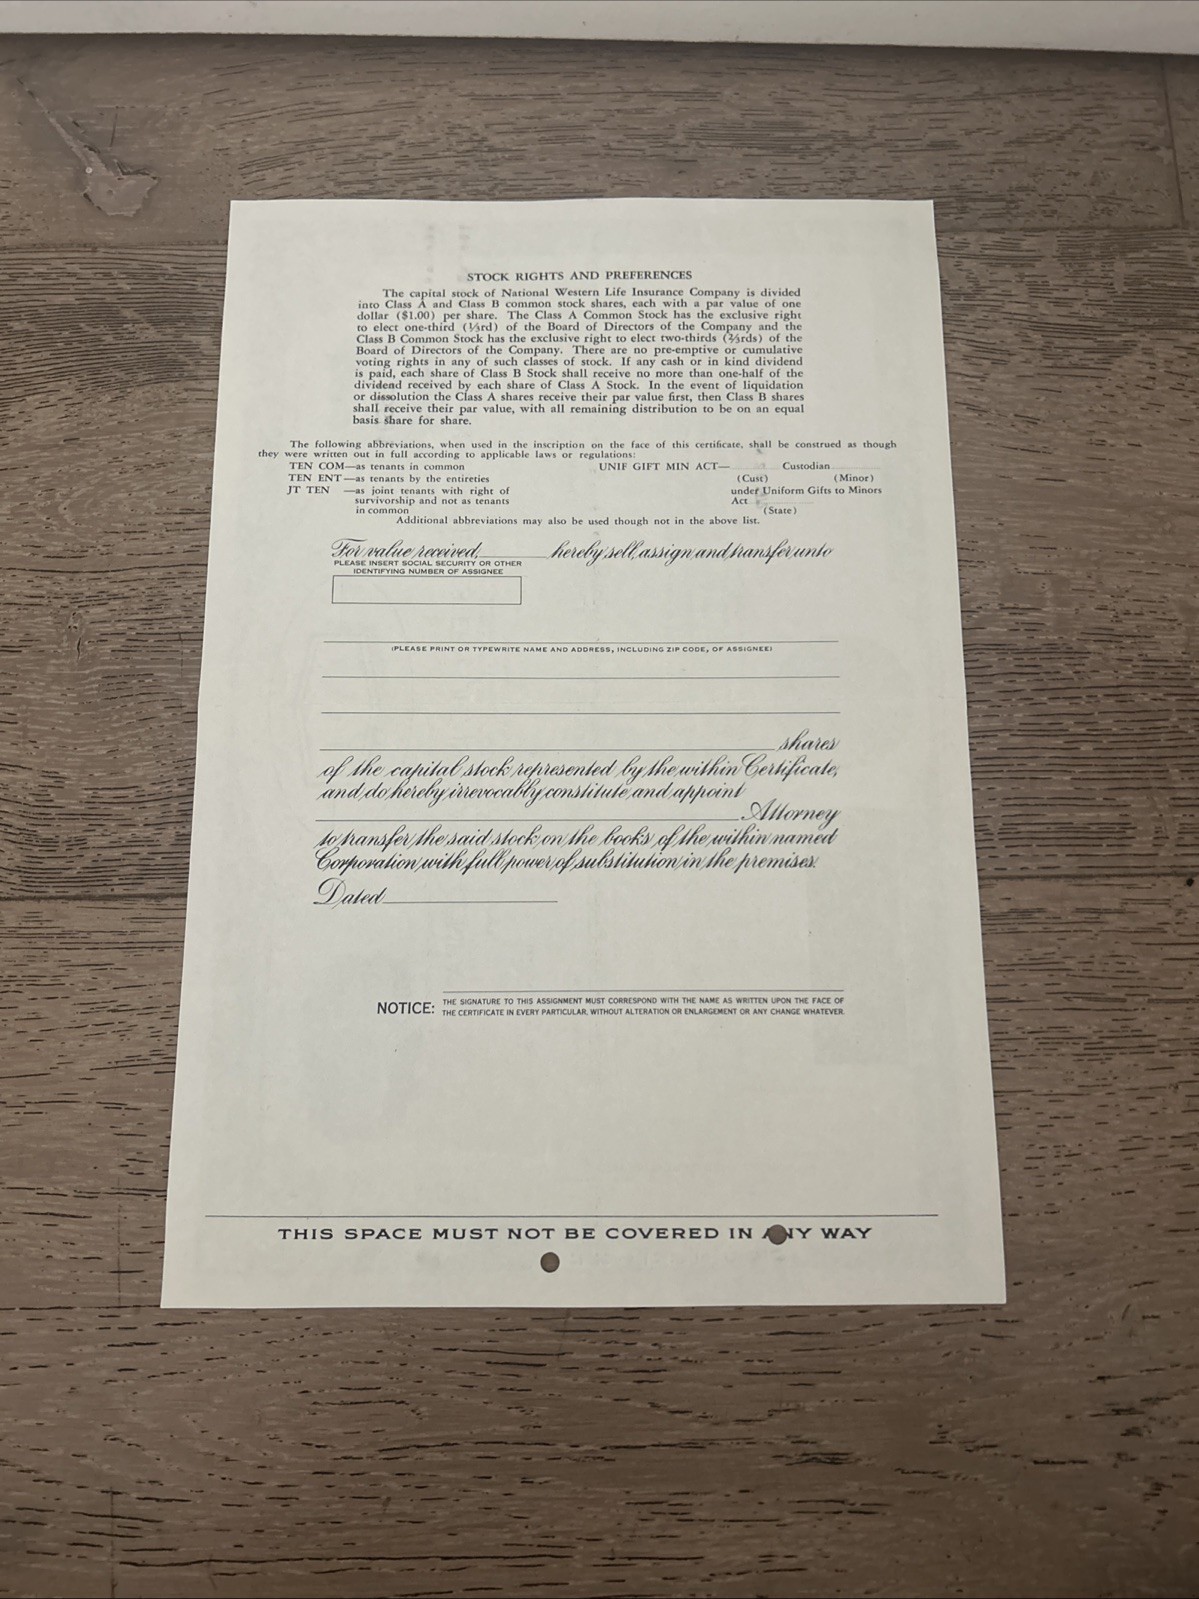 STOCK RIGHTS AND PREFERENCES
The capital stock of National Western Life Insurance Company is divided
into Class A and Class B common stock shares, each with a par value of one
dollar ($1.00) per share. The Class A Common Stock has the exclusive right
to elect one-third (⅓rd) of the Board of Directors of the Company and the
Class B Common Stock has the exclusive right to elect two-thirds (⅔rds) of the
Board of Directors of the Company. There are no pre-emptive or cumulative
voting rights in any of such classes of stock. If any cash or in kind dividend
is paid, each share of Class B Stock shall receive no more than one-half of the
dividend received by each share of Class A Stock. In the event of liquidation
or dissolution the Class A shares receive their par value first, then Class B shares
shall receive their par value, with all remaining distribution to be on an equal
basis share for share.
The following abbreviations, when used in the inscription on the face of this certificate, shall be construed as though
they were written out in full according to applicable laws or regulations:
TEN COM—as tenants in common UNIF GIFT MIN ACT— Custodian
TEN ENT—as tenants by the entireties (Cust) (Minor)
JT TEN —as joint tenants with right of under Uniform Gifts to Minors
survivorship and not as tenants Act
in common (State)
Additional abbreviations may also be used though not in the above list.
For value received, hereby sell, assign and transfer unto
PLEASE INSERT SOCIAL SECURITY OR OTHER
IDENTIFYING NUMBER OF ASSIGNEE
(PLEASE PRINT OR TYPEWRITE NAME AND ADDRESS, INCLUDING ZIP CODE, OF ASSIGNEE)
shares
of the capital stock represented by the within Certificate,
and do hereby irrevocably constitute and appoint
Attorney
to transfer the said stock on the books of the within named
Corporation with full power of substitution in the premises.
Dated
NOTICE: THE SIGNATURE TO THIS ASSIGNMENT MUST CORRESPOND WITH THE NAME AS WRITTEN UPON THE FACE OF
THE CERTIFICATE IN EVERY PARTICULAR, WITHOUT ALTERATION OR ENLARGEMENT OR ANY CHANGE WHATEVER.
THIS SPACE MUST NOT BE COVERED IN ANY WAY